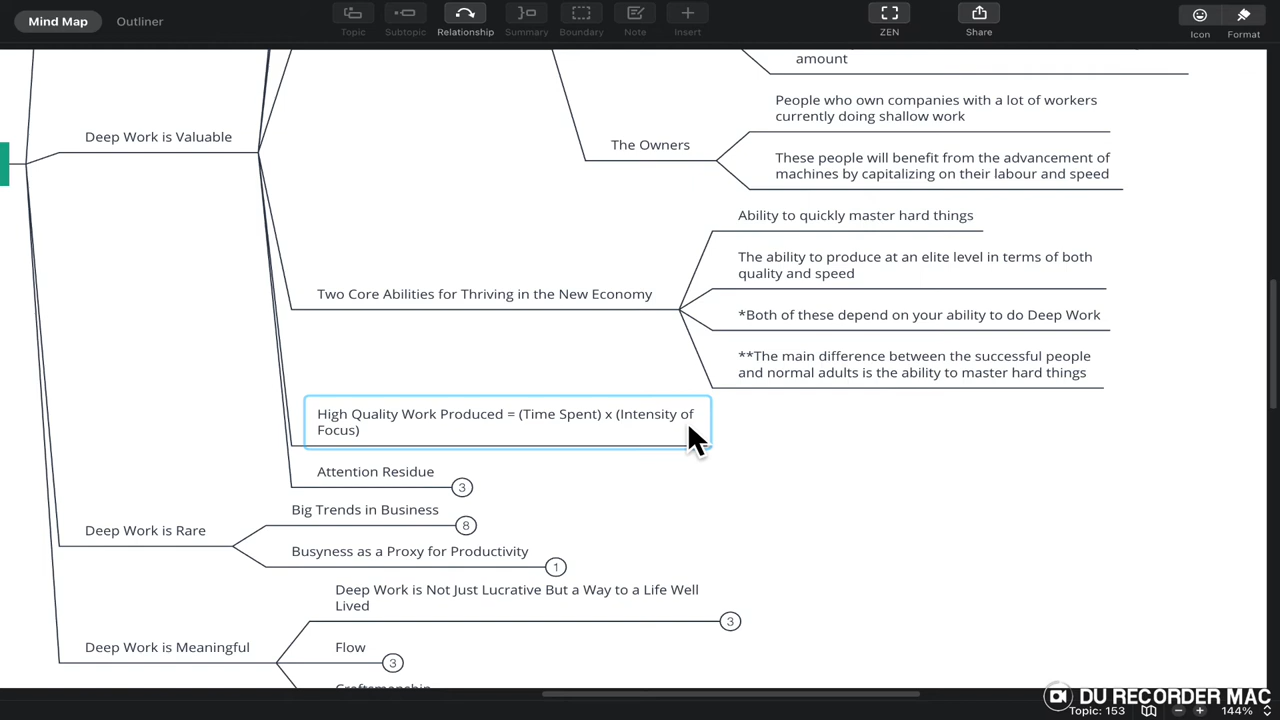 Mind Map
Outliner
Topic
Subtopic
Relationship
Summary
Boundary
Note
Insert
ZEN
Share
Icon
Format
amount
People who own companies with a lot of workers
currently doing shallow work
Deep Work is Valuable
The Owners
These people will benefit from the advancement of
machines by capitalizing on their labour and speed
Ability to quickly master hard things
The ability to produce at an elite level in terms of both
quality and speed
Two Core Abilities for Thriving in the New Economy
*Both of these depend on your ability to do Deep Work
**The main difference between the successful people
and normal adults is the ability to master hard things
High Quality Work Produced = (Time Spent) x (Intensity of
Focus)
Attention Residue
3
Big Trends in Business
8
Deep Work is Rare
Busyness as a Proxy for Productivity
1
Deep Work is Not Just Lucrative But a Way to a Life Well
Lived
3
Deep Work is Meaningful
Flow
3
Craftsmanship
DU RECORDER MAC
Topic: 153
144%